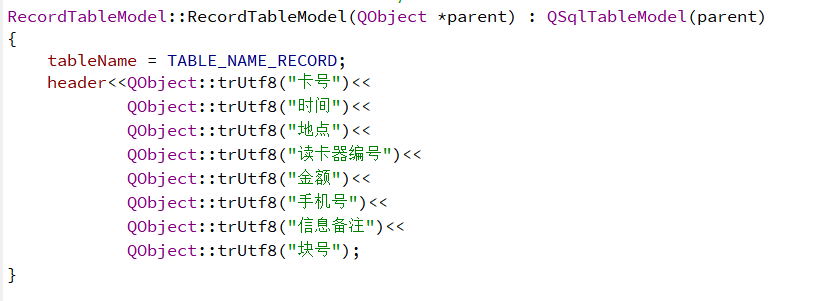 RecordTableModel::RecordTableModel(QObject *parent) : QSqlTableModel(parent)
{
    tableName = TABLE_NAME_RECORD;
    header<<QObject::trUtf8("卡号")<<
            QObject::trUtf8("时间")<<
            QObject::trUtf8("地点")<<
            QObject::trUtf8("读卡器编号")<<
            QObject::trUtf8("金额")<<
            QObject::trUtf8("手机号")<<
            QObject::trUtf8("信息备注")<<
            QObject::trUtf8("块号");
}